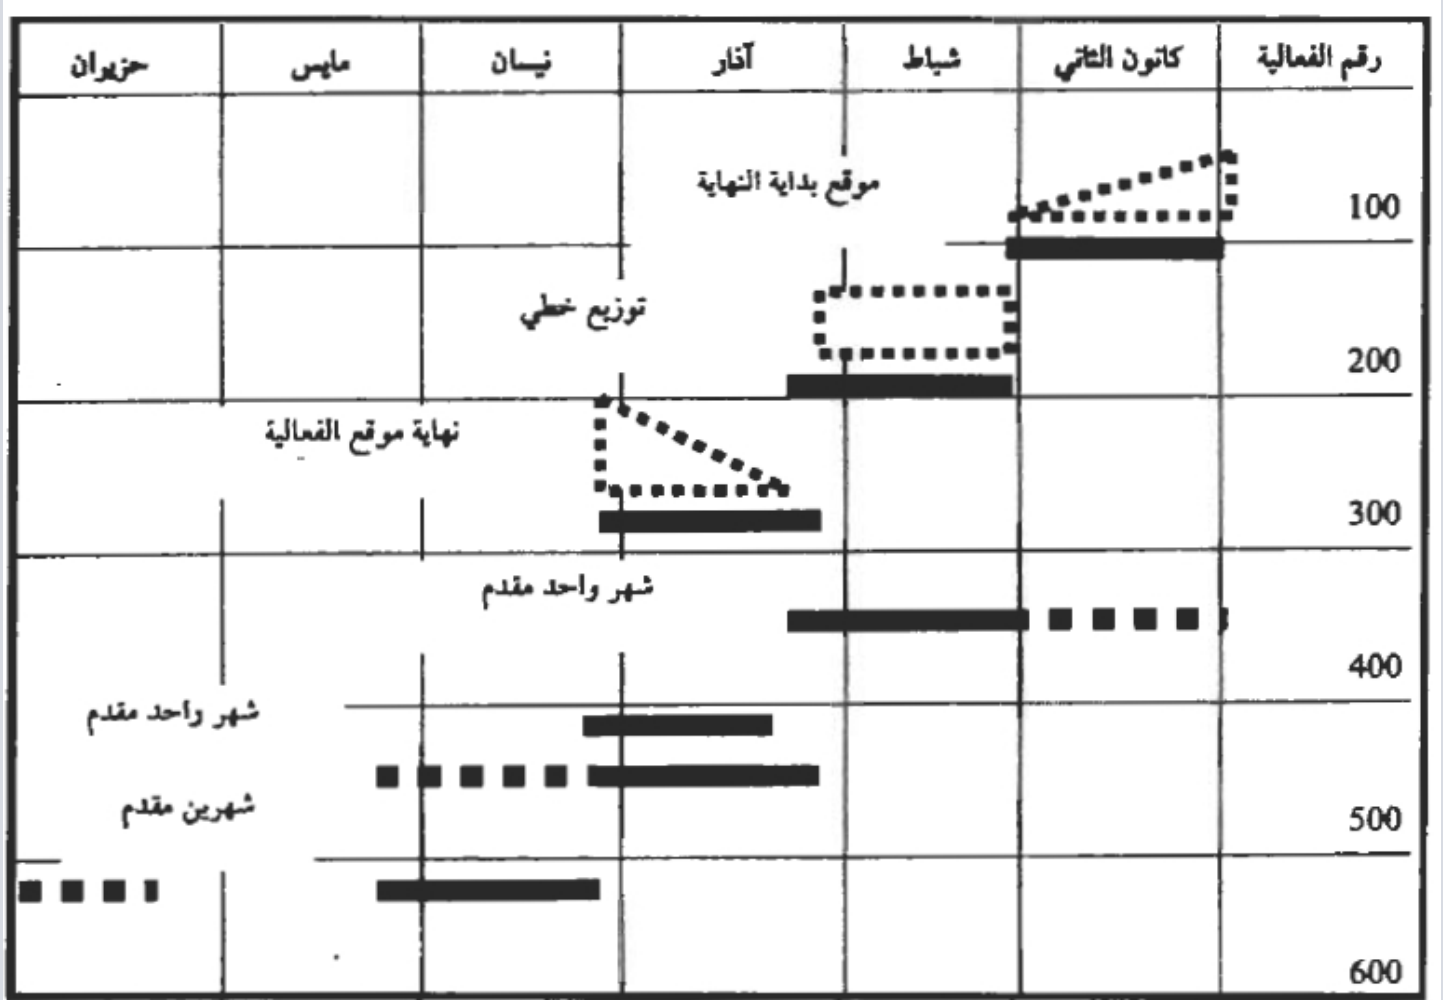 رقم الفعالية كانون الثاني شباط آذار نيسان مايس حزيران
موقع بداية النهاية
100
توزيع خطي
200
نهاية موقع الفعالية
300
شهر واحد مقدم
400
شهر واحد مقدم
شهرين مقدم
500
600